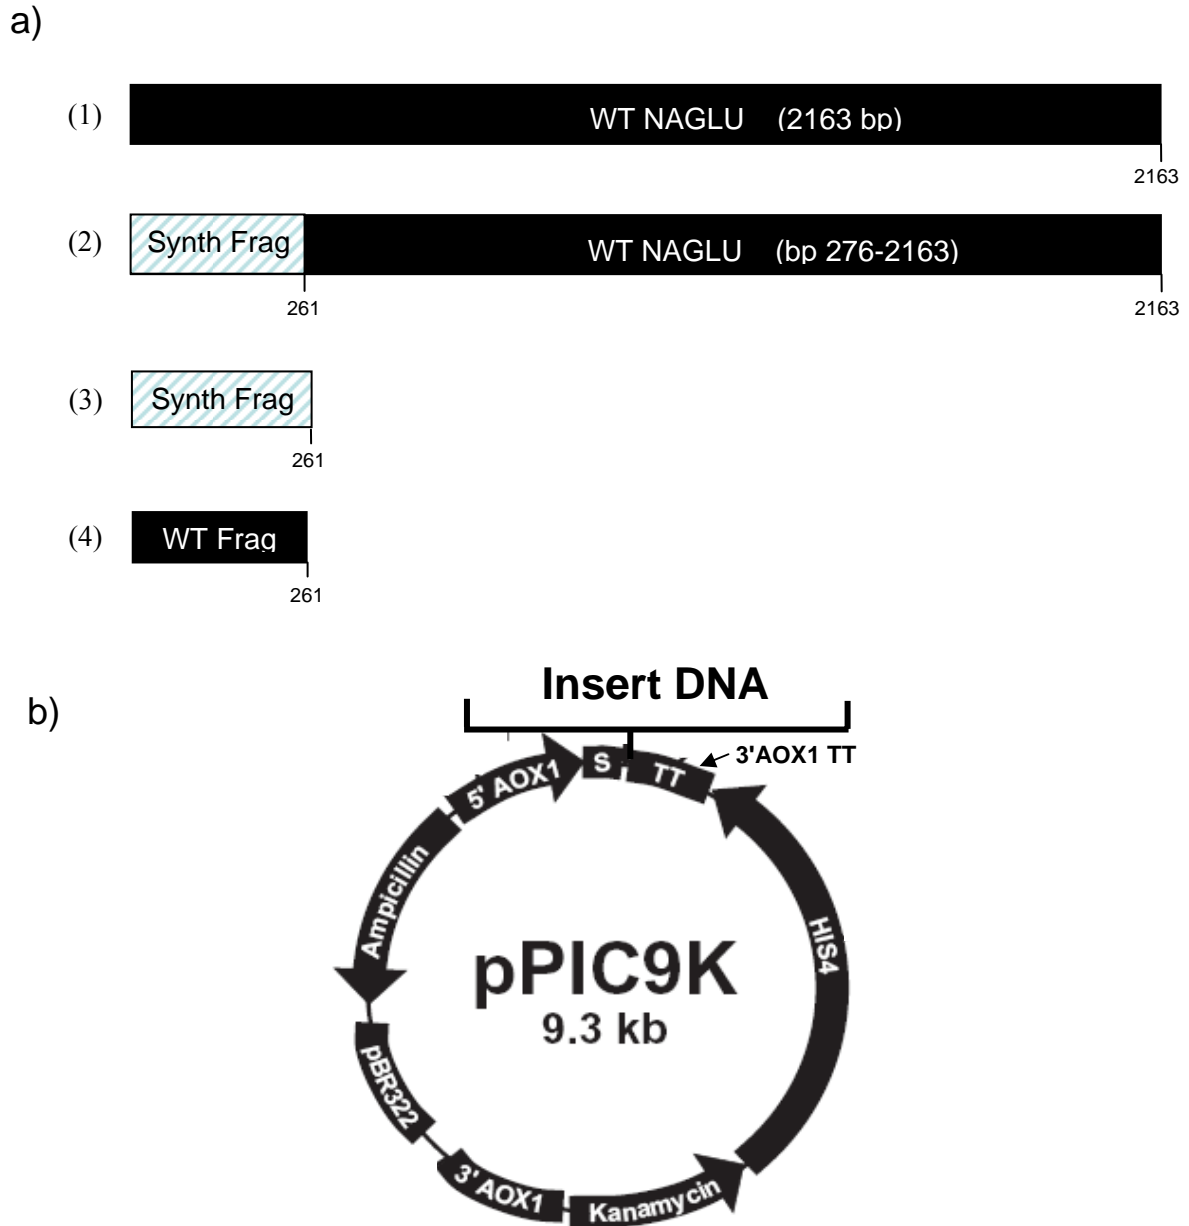 a)
(1) WT NAGLU (2163 bp)
2163
(2) Synth Frag WT NAGLU (bp 276-2163)
261 2163
(3) Synth Frag
261
(4) WT Frag
261
b)
Insert DNA
5' AOX1 S TT 3'AOX1 TT
Ampicillin
HIS4
pPIC9K
9.3 kb
pBR322
3' AOX1
Kanamycin